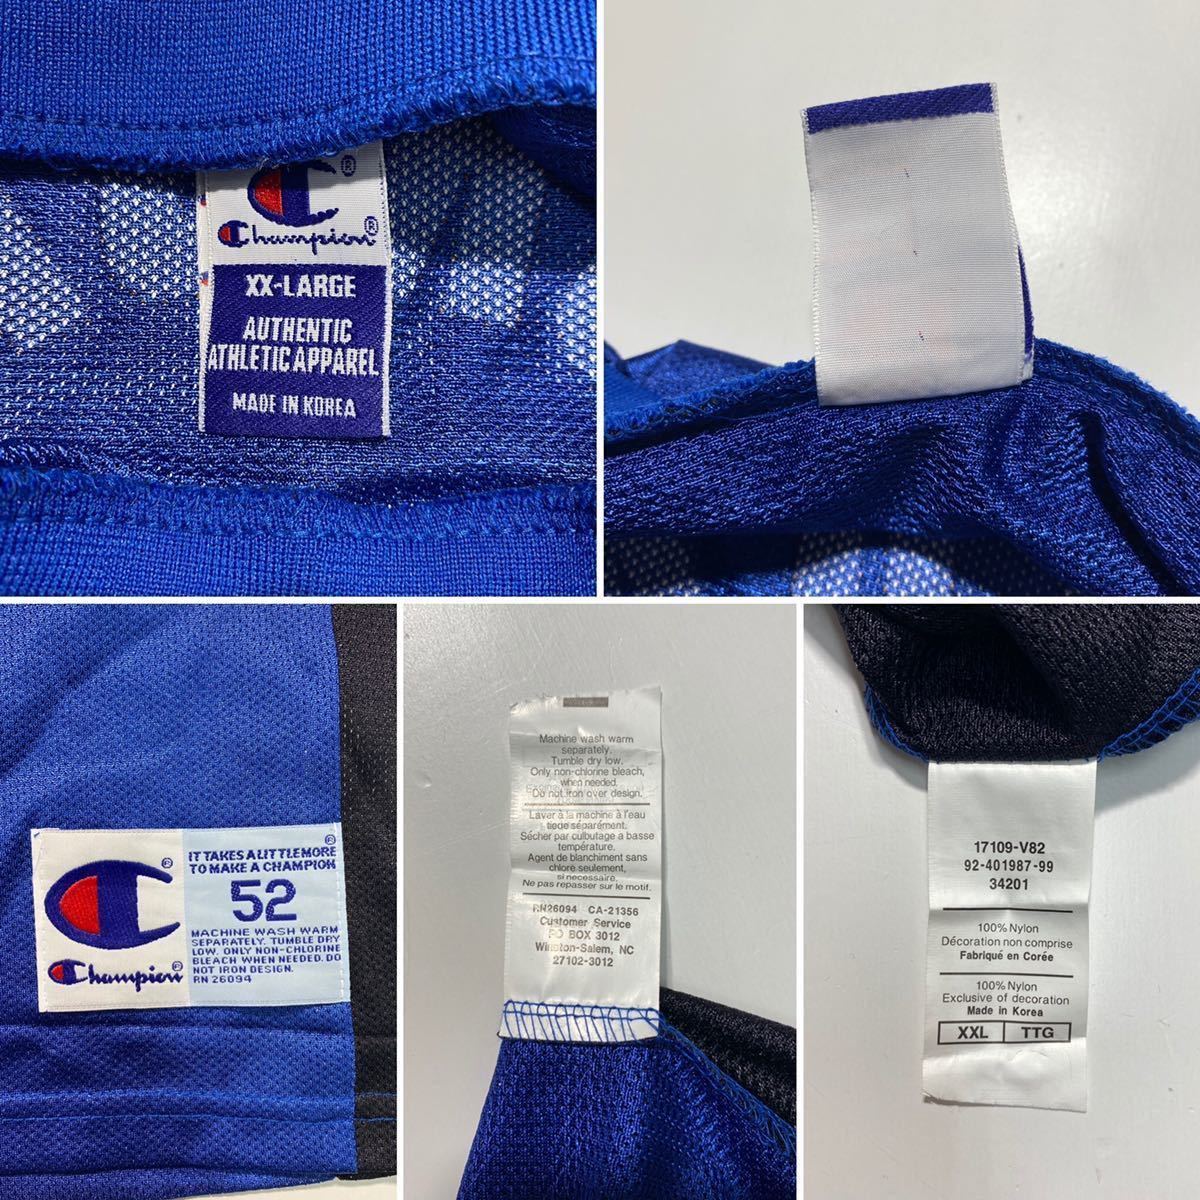 Champion
XX-LARGE
AUTHENTIC
ATHLETIC APPAREL
MADE IN KOREA
IT TAKES A LITTLE MORE
TO MAKE A CHAMPION
52
MACHINE WASH WARM
SEPARATELY. TUMBLE DRY
LOW. ONLY NON-CHLORINE
BLEACH WHEN NEEDED. DO
NOT IRON DESIGN.
RN 26094
Champion
Machine wash warm
separately.
Tumble dry low.
Only non-chlorine bleach,
when needed.
Do not iron over design.
Laver à la machine à l'eau
tiede séparément.
Sécher par culbutage a basse
température.
Agent de blanchiment sans
chlore seulement,
si necessaire.
Ne pas repasser sur le motif.
RN26094 CA-21356
Customer Service
PO BOX 3012
Winston-Salem, NC
27102-3012
17109-V82
92-401987-99
34201
100% Nylon
Décoration non comprise
Fabriqué en Corée
100% Nylon
Exclusive of decoration
Made in Korea
XXL TTG